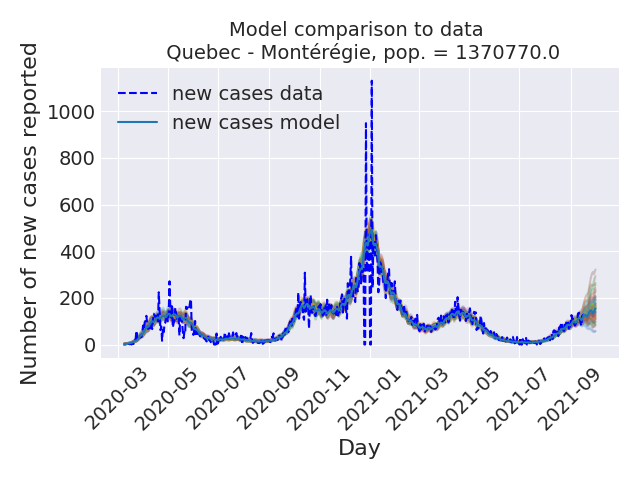 Model comparison to data
Quebec - Montérégie, pop. = 1370770.0
Number of new cases reported
1000
800
600
400
200
0
new cases data
new cases model
2020-03
2020-05
2020-07
2020-09
2020-11
2021-01
2021-03
2021-05
2021-07
2021-09
Day